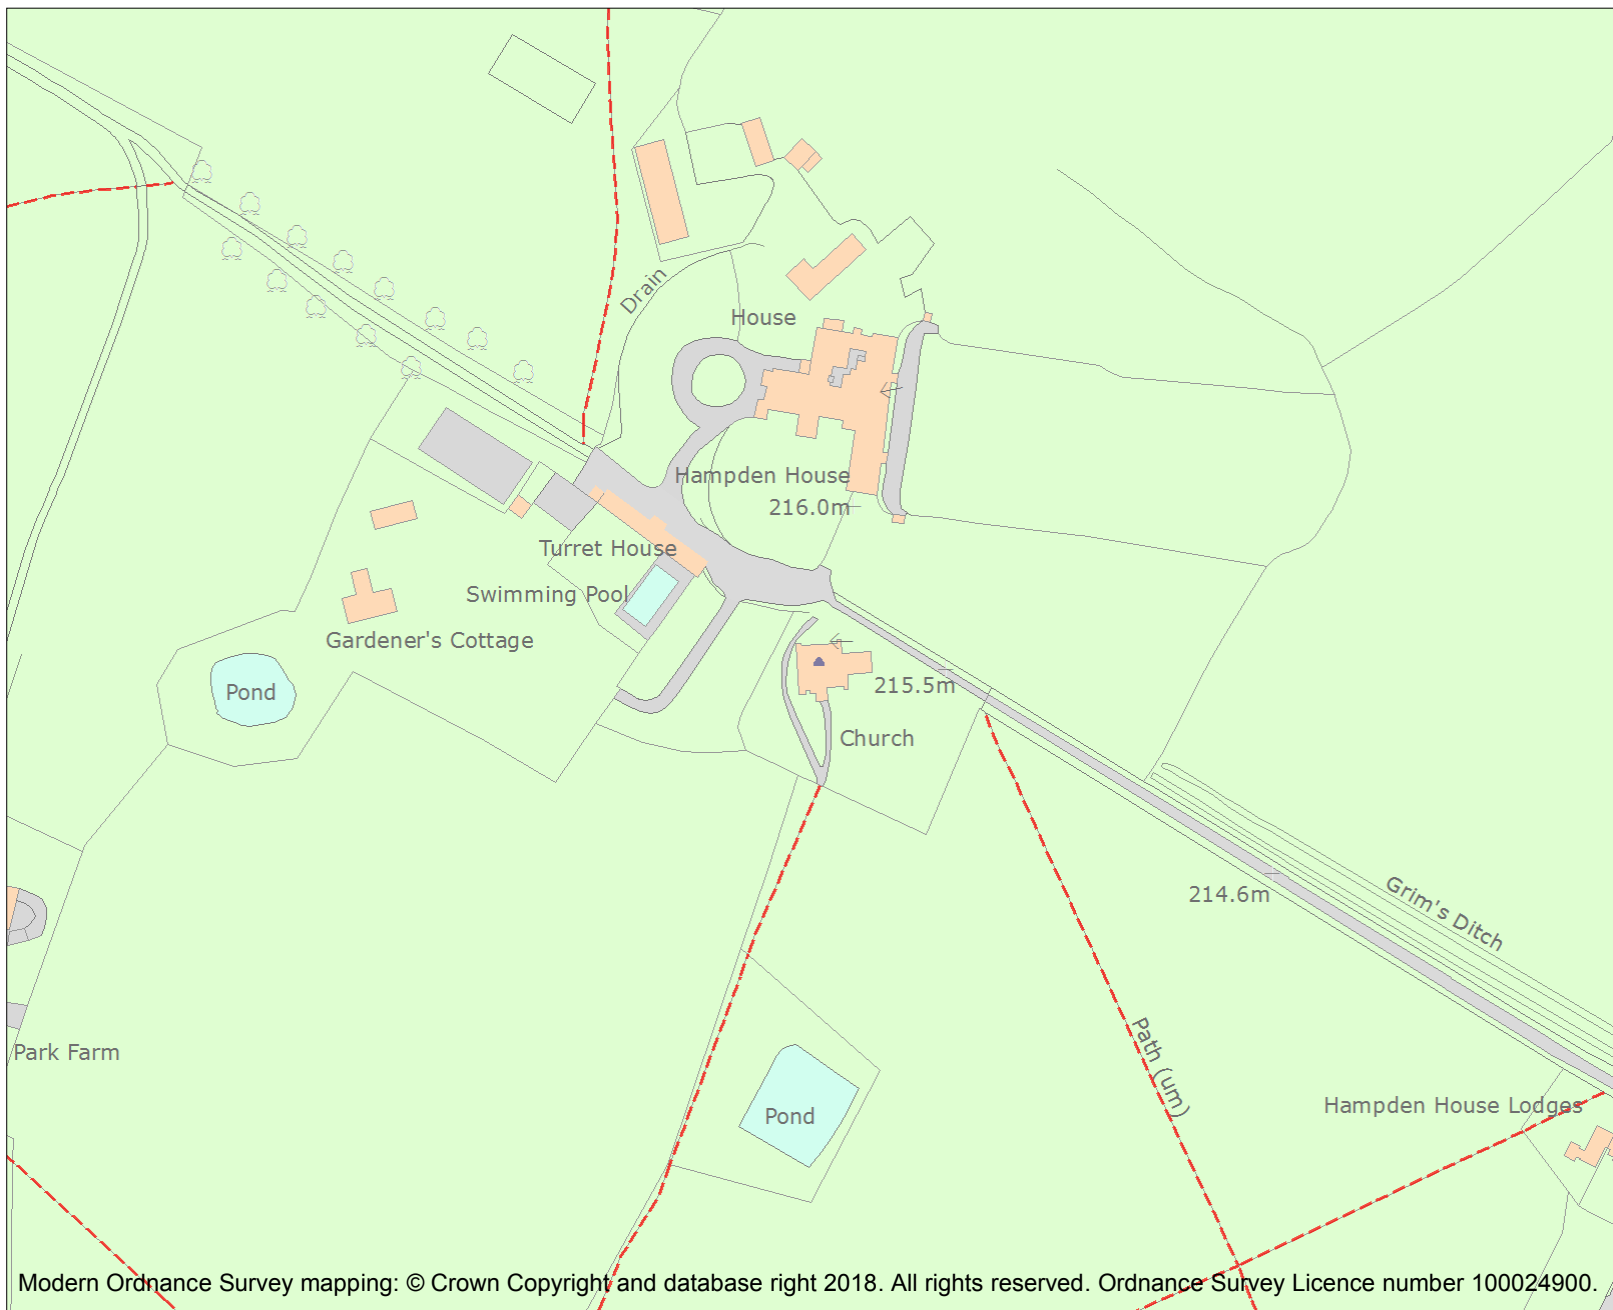 Drain
House
Hampden House
216.0m
Turret House
Swimming Pool
Gardener's Cottage
Pond
215.5m
Church
214.6m
Grim's Ditch
Path (um)
Park Farm
Pond
Hampden House Lodges
Modern Ordnance Survey mapping: © Crown Copyright and database right 2018. All rights reserved. Ordnance Survey Licence number 100024900.